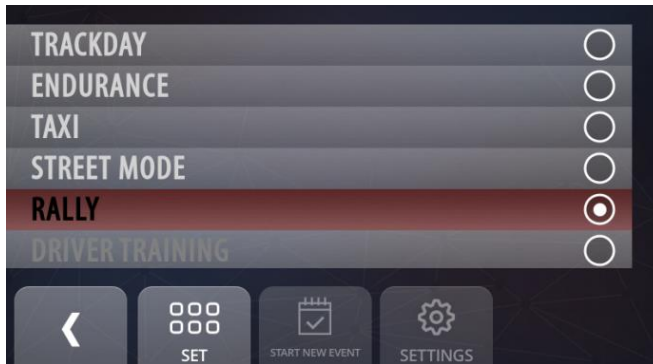 TRACKDAY
ENDURANCE
TAXI
STREET MODE
RALLY
DRIVER TRAINING
SET
START NEW EVENT
SETTINGS